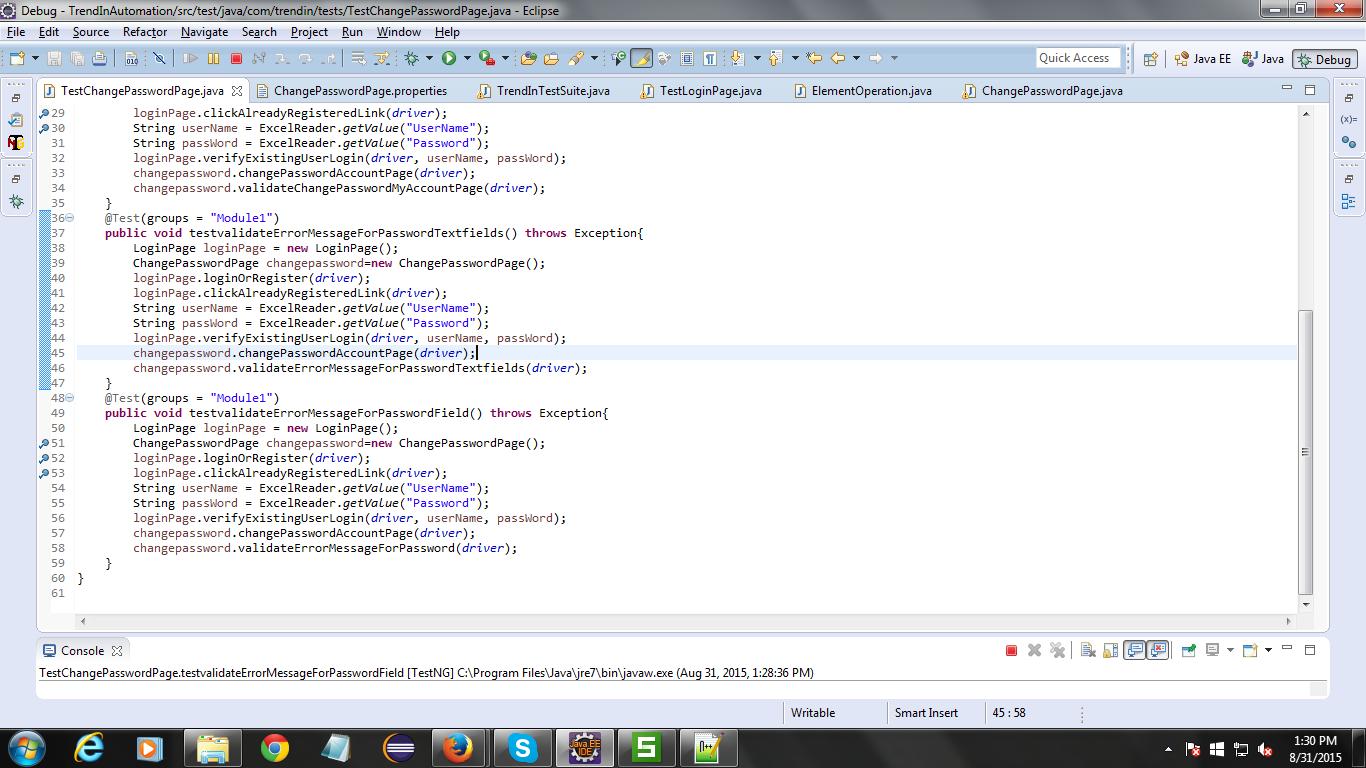 Debug - TrendInAutomation/src/test/java/com/trendin/tests/TestChangePasswordPage.java - Eclipse
File Edit Source Refactor Navigate Search Project Run Window Help
Quick Access Java EE Java Debug
TestChangePasswordPage.java ChangePasswordPage.properties TrendInTestSuite.java TestLoginPage.java ElementOperation.java ChangePasswordPage.java
29 loginPage.clickAlreadyRegisteredLink(driver);
30 String userName = ExcelReader.getValue("UserName");
31 String passWord = ExcelReader.getValue("Password");
32 loginPage.verifyExistingUserLogin(driver, userName, passWord);
33 changepassword.changePasswordAccountPage(driver);
34 changepassword.validateChangePasswordMyAccountPage(driver);
35 }
36 @Test(groups = "Module1")
37 public void testvalidateErrorMessageForPasswordTextfields() throws Exception{
38 LoginPage loginPage = new LoginPage();
39 ChangePasswordPage changepassword=new ChangePasswordPage();
40 loginPage.loginOrRegister(driver);
41 loginPage.clickAlreadyRegisteredLink(driver);
42 String userName = ExcelReader.getValue("UserName");
43 String passWord = ExcelReader.getValue("Password");
44 loginPage.verifyExistingUserLogin(driver, userName, passWord);
45 changepassword.changePasswordAccountPage(driver);
46 changepassword.validateErrorMessageForPasswordTextfields(driver);
47 }
48 @Test(groups = "Module1")
49 public void testvalidateErrorMessageForPasswordField() throws Exception{
50 LoginPage loginPage = new LoginPage();
51 ChangePasswordPage changepassword=new ChangePasswordPage();
52 loginPage.loginOrRegister(driver);
53 loginPage.clickAlreadyRegisteredLink(driver);
54 String userName = ExcelReader.getValue("UserName");
55 String passWord = ExcelReader.getValue("Password");
56 loginPage.verifyExistingUserLogin(driver, userName, passWord);
57 changepassword.changePasswordAccountPage(driver);
58 changepassword.validateErrorMessageForPassword(driver);
59 }
60 }
61
Console
TestChangePasswordPage.testvalidateErrorMessageForPasswordField [TestNG] C:\Program Files\Java\jre7\bin\javaw.exe (Aug 31, 2015, 1:28:36 PM)
Writable Smart Insert 45 : 58
Java EE
IDE
1:30 PM
8/31/2015